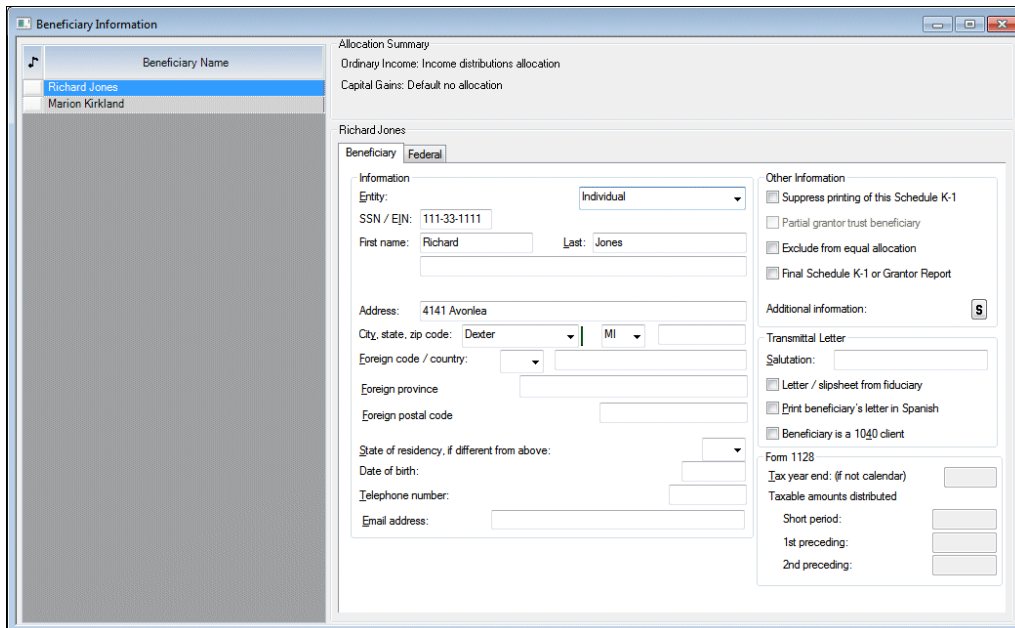 Beneficiary Information
Beneficiary Name
Richard Jones
Marion Kirkland
Allocation Summary
Ordinary Income: Income distributions allocation
Capital Gains: Default no allocation
Richard Jones
Beneficiary Federal
Information
Entity: Individual
SSN / EIN: 111-33-1111
First name: Richard Last: Jones
Address: 4141 Avonlea
City, state, zip code: Dexter MI
Foreign code / country:
Foreign province
Foreign postal code
State of residency, if different from above:
Date of birth:
Telephone number:
Email address:
Other Information
Suppress printing of this Schedule K-1
Partial grantor trust beneficiary
Exclude from equal allocation
Final Schedule K-1 or Grantor Report
Additional information: S
Transmittal Letter
Salutation:
Letter / slipsheet from fiduciary
Print beneficiary's letter in Spanish
Beneficiary is a 1040 client
Form 1128
Tax year end: (if not calendar)
Taxable amounts distributed
Short period:
1st preceding:
2nd preceding: